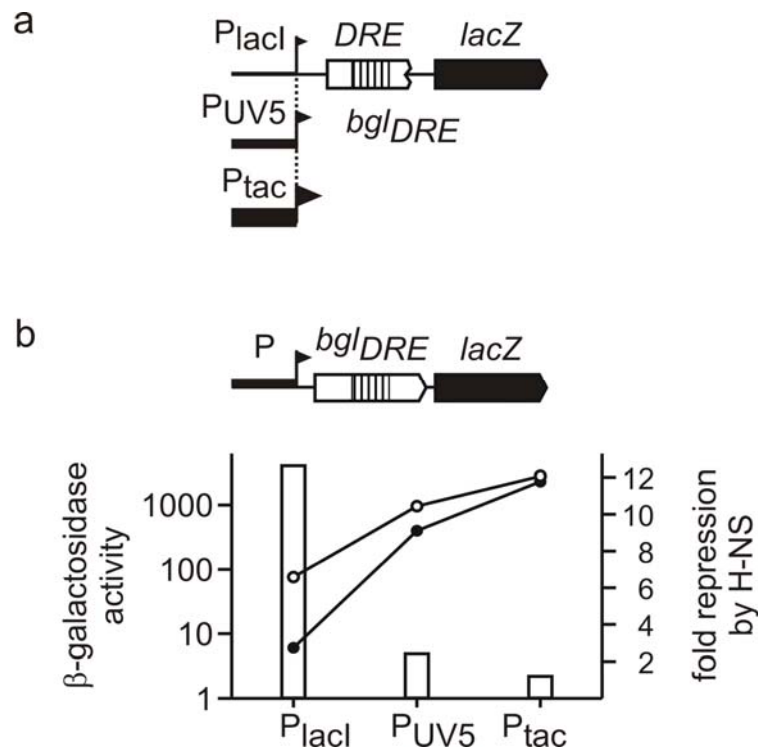 a
PlacI DRE lacZ
PUV5 bglDRE
Ptac
b
P bglDRE lacZ
β-galactosidase
activity
1000
100
10
1
12
10
8
6
4
2
fold repression
by H-NS
PlacI PUV5 Ptac